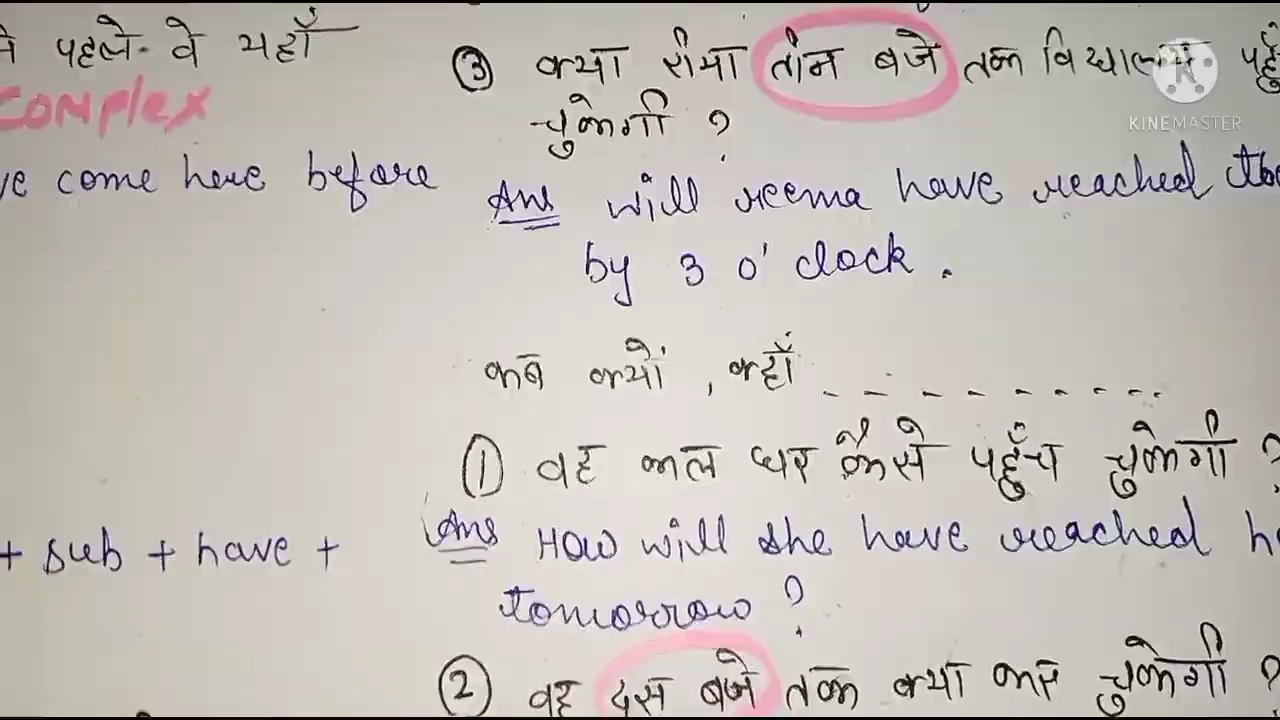 पहले वे यहाँ
complex
ve come here before
+ sub + have +
③ क्या रीमा तीन बजे तक विद्यालय पहुँ
चुकेगी ?
Ans will reema have reached the
by 3 o'clock .
कब क्यों , कहाँ - - - - - - - - - -
① वह कल घर कैसे पहुँच चुकेगी ?
Ans How will she have reached h
tomorrow ?
② वह दस बजे तक क्या कर चुकेगी ?
KINEMASTER